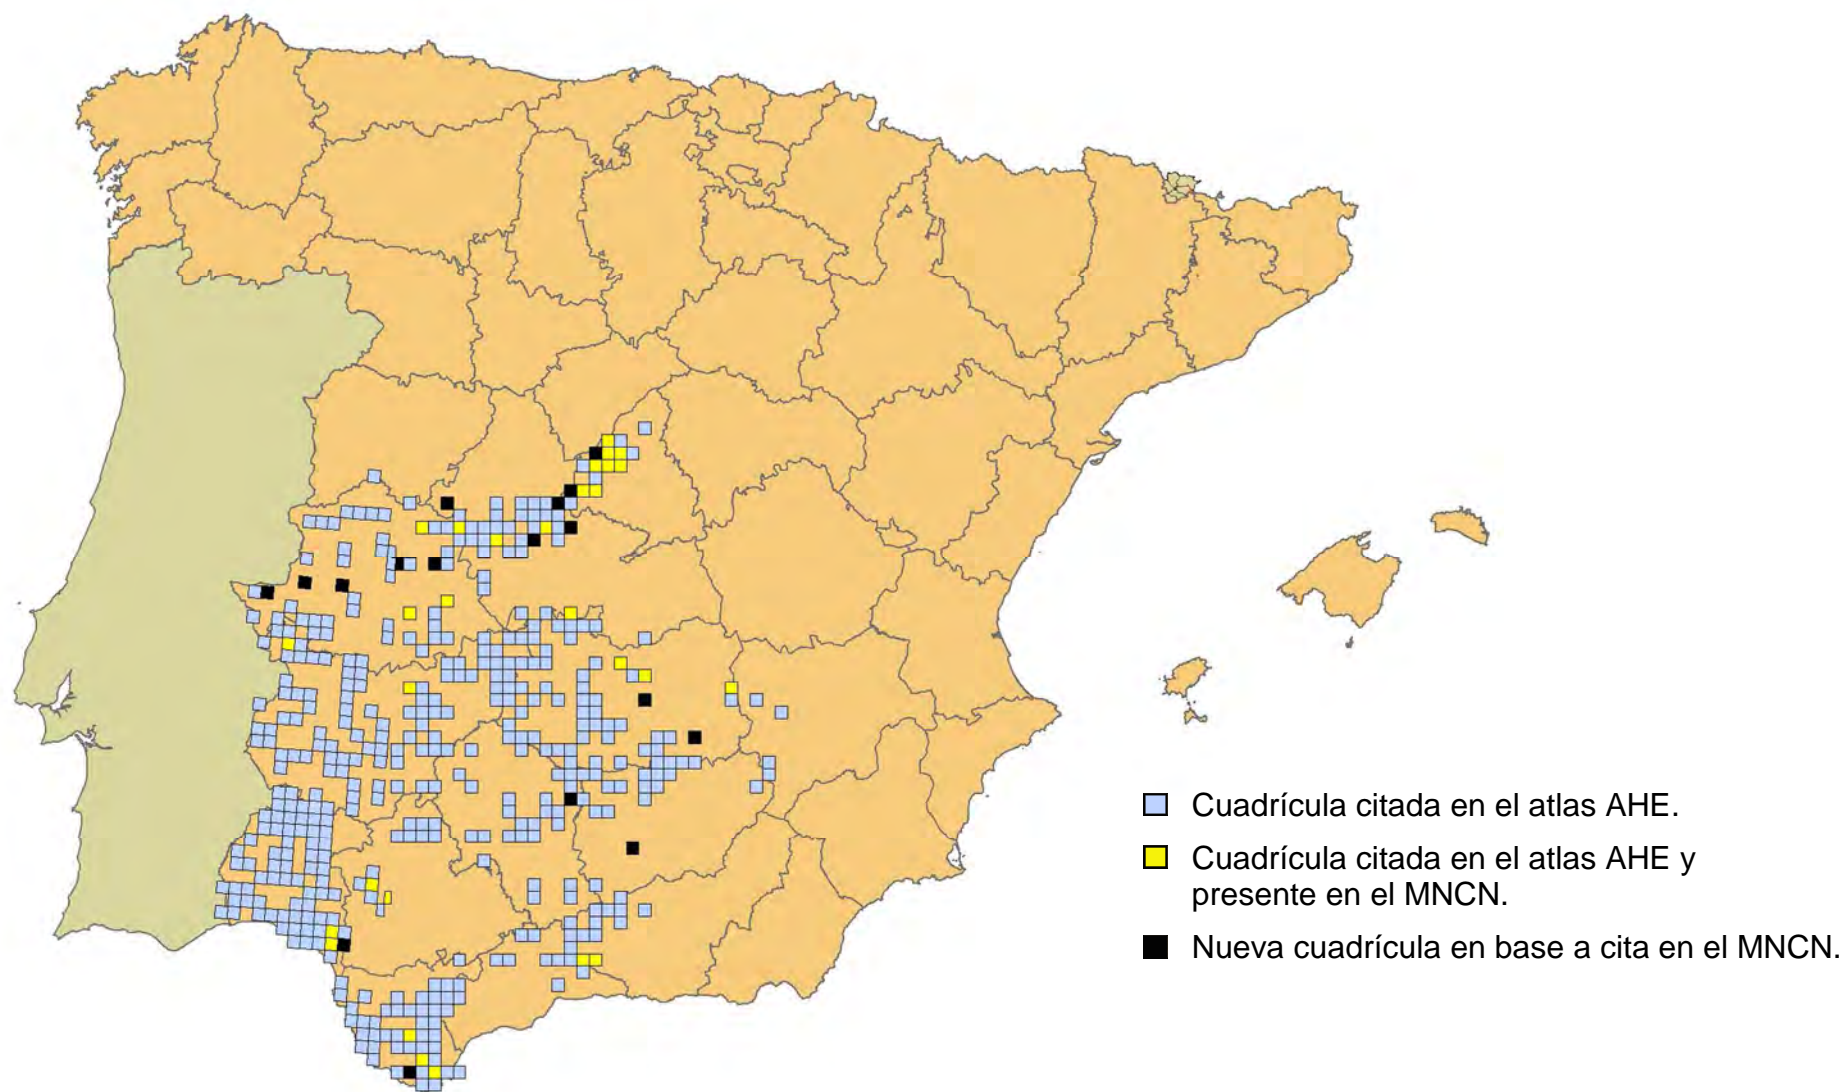 Cuadrícula citada en el atlas AHE.
Cuadrícula citada en el atlas AHE y
presente en el MNCN.
Nueva cuadrícula en base a cita en el MNCN.